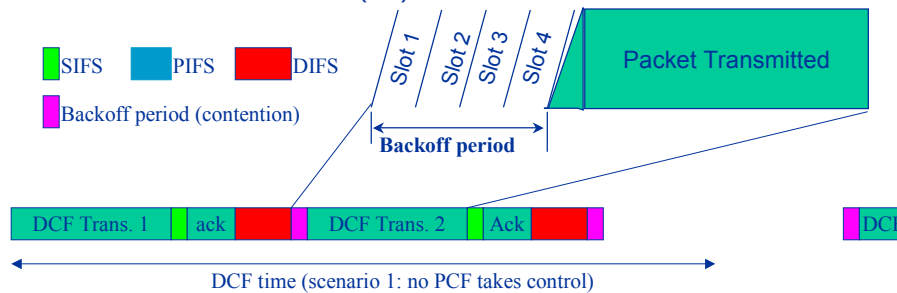 Slot 1
Slot 2
Slot 3
Slot 4
Packet Transmitted
SIFS
PIFS
DIFS
Backoff period (contention)
Backoff period
DCF Trans. 1
ack
DCF Trans. 2
Ack
DCF
DCF time (scenario 1: no PCF takes control)